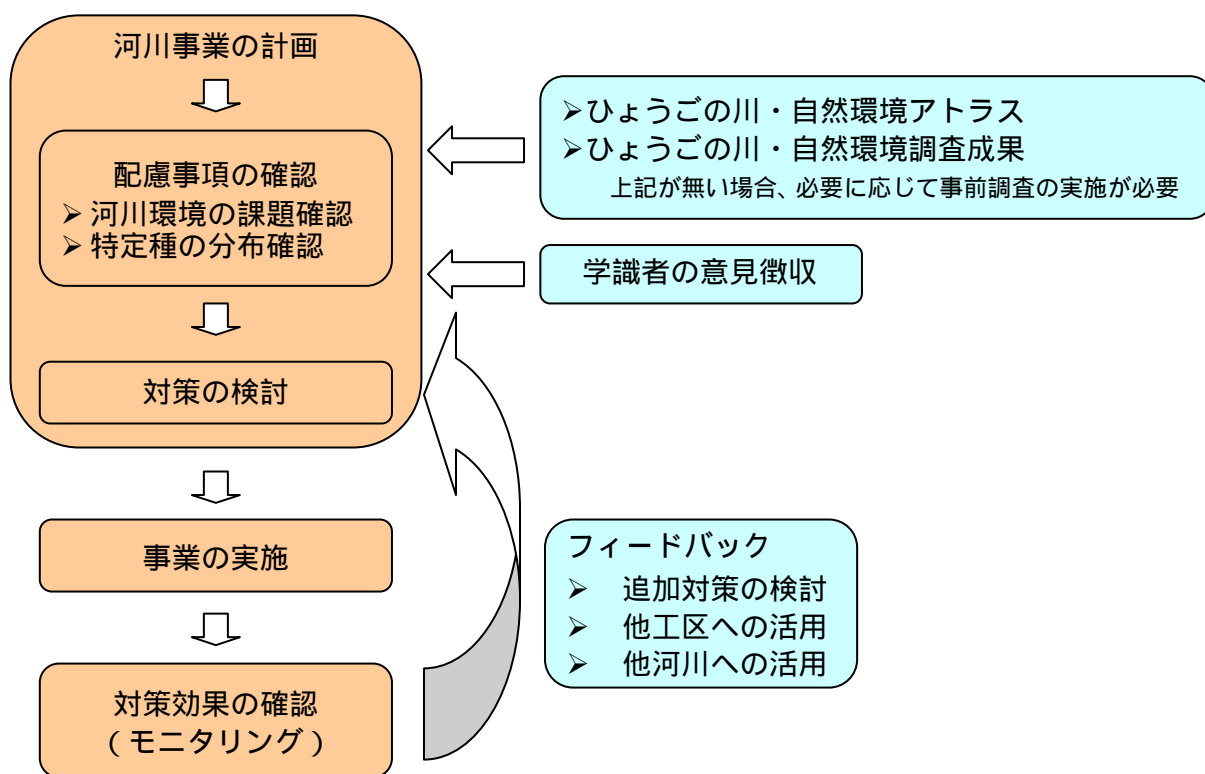 河川事業の計画
配慮事項の確認
➢河川環境の課題確認
➢特定種の分布確認
対策の検討
事業の実施
対策効果の確認
(モニタリング)
➢ひょうごの川・自然環境アトラス
➢ひょうごの川・自然環境調査成果
上記が無い場合、必要に応じて事前調査の実施が必要
学識者の意見徴収
フィードバック
➢ 追加対策の検討
➢ 他工区への活用
➢ 他河川への活用